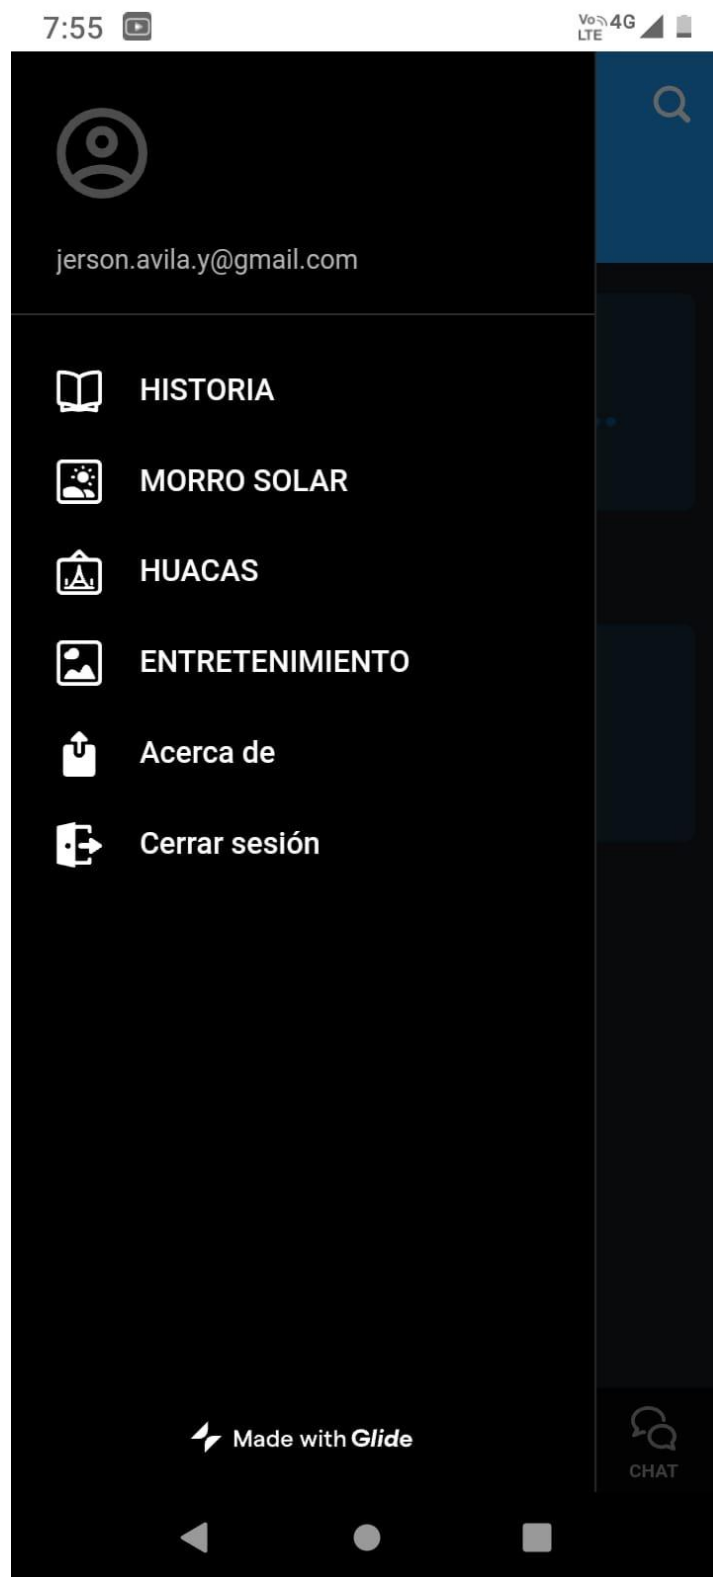 7:55
Vo LTE 4G
jerson.avila.y@gmail.com
HISTORIA
MORRO SOLAR
HUACAS
ENTRETENIMIENTO
Acerca de
Cerrar sesión
Made with Glide
CHAT